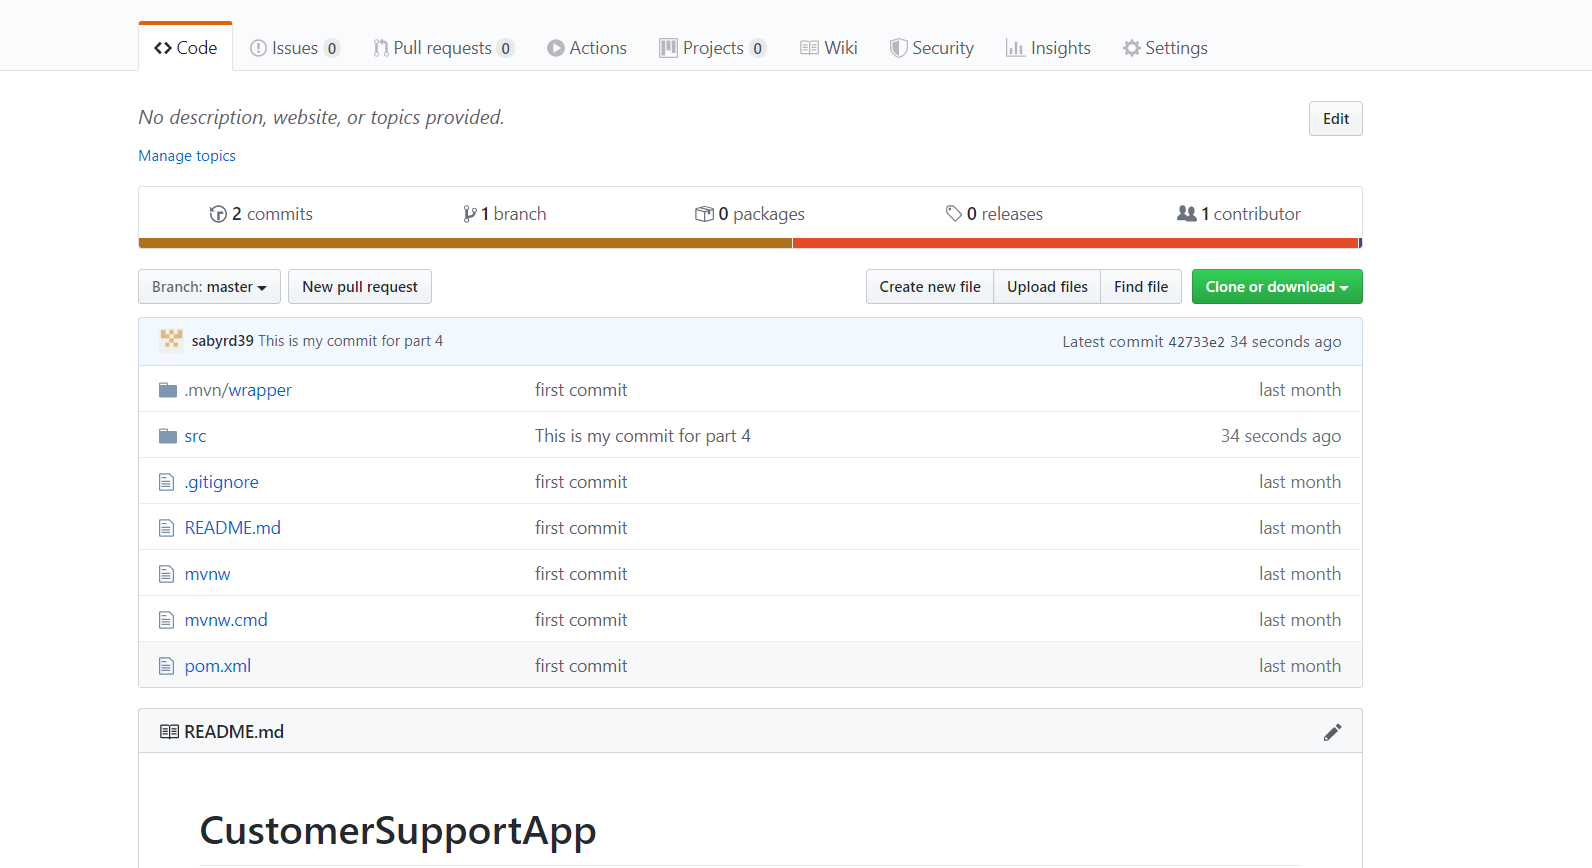 Code Issues 0 Pull requests 0 Actions Projects 0 Wiki Security Insights Settings
No description, website, or topics provided. Edit
Manage topics
2 commits 1 branch 0 packages 0 releases 1 contributor
Branch: master New pull request Create new file Upload files Find file Clone or download
sabyrd39 This is my commit for part 4 Latest commit 42733e2 34 seconds ago
.mvn/wrapper first commit last month
src This is my commit for part 4 34 seconds ago
.gitignore first commit last month
README.md first commit last month
mvnw first commit last month
mvnw.cmd first commit last month
pom.xml first commit last month
README.md
CustomerSupportApp